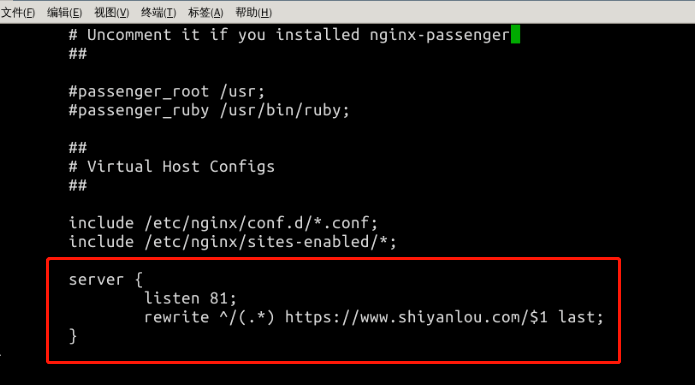 文件(F) 编辑(E) 视图(V) 终端(T) 标签(A) 帮助(H)
# Uncomment it if you installed nginx-passenger
##
#passenger_root /usr;
#passenger_ruby /usr/bin/ruby;
##
# Virtual Host Configs
##
include /etc/nginx/conf.d/*.conf;
include /etc/nginx/sites-enabled/*;
server {
listen 81;
rewrite ^/(.*) https://www.shiyanlou.com/$1 last;
}